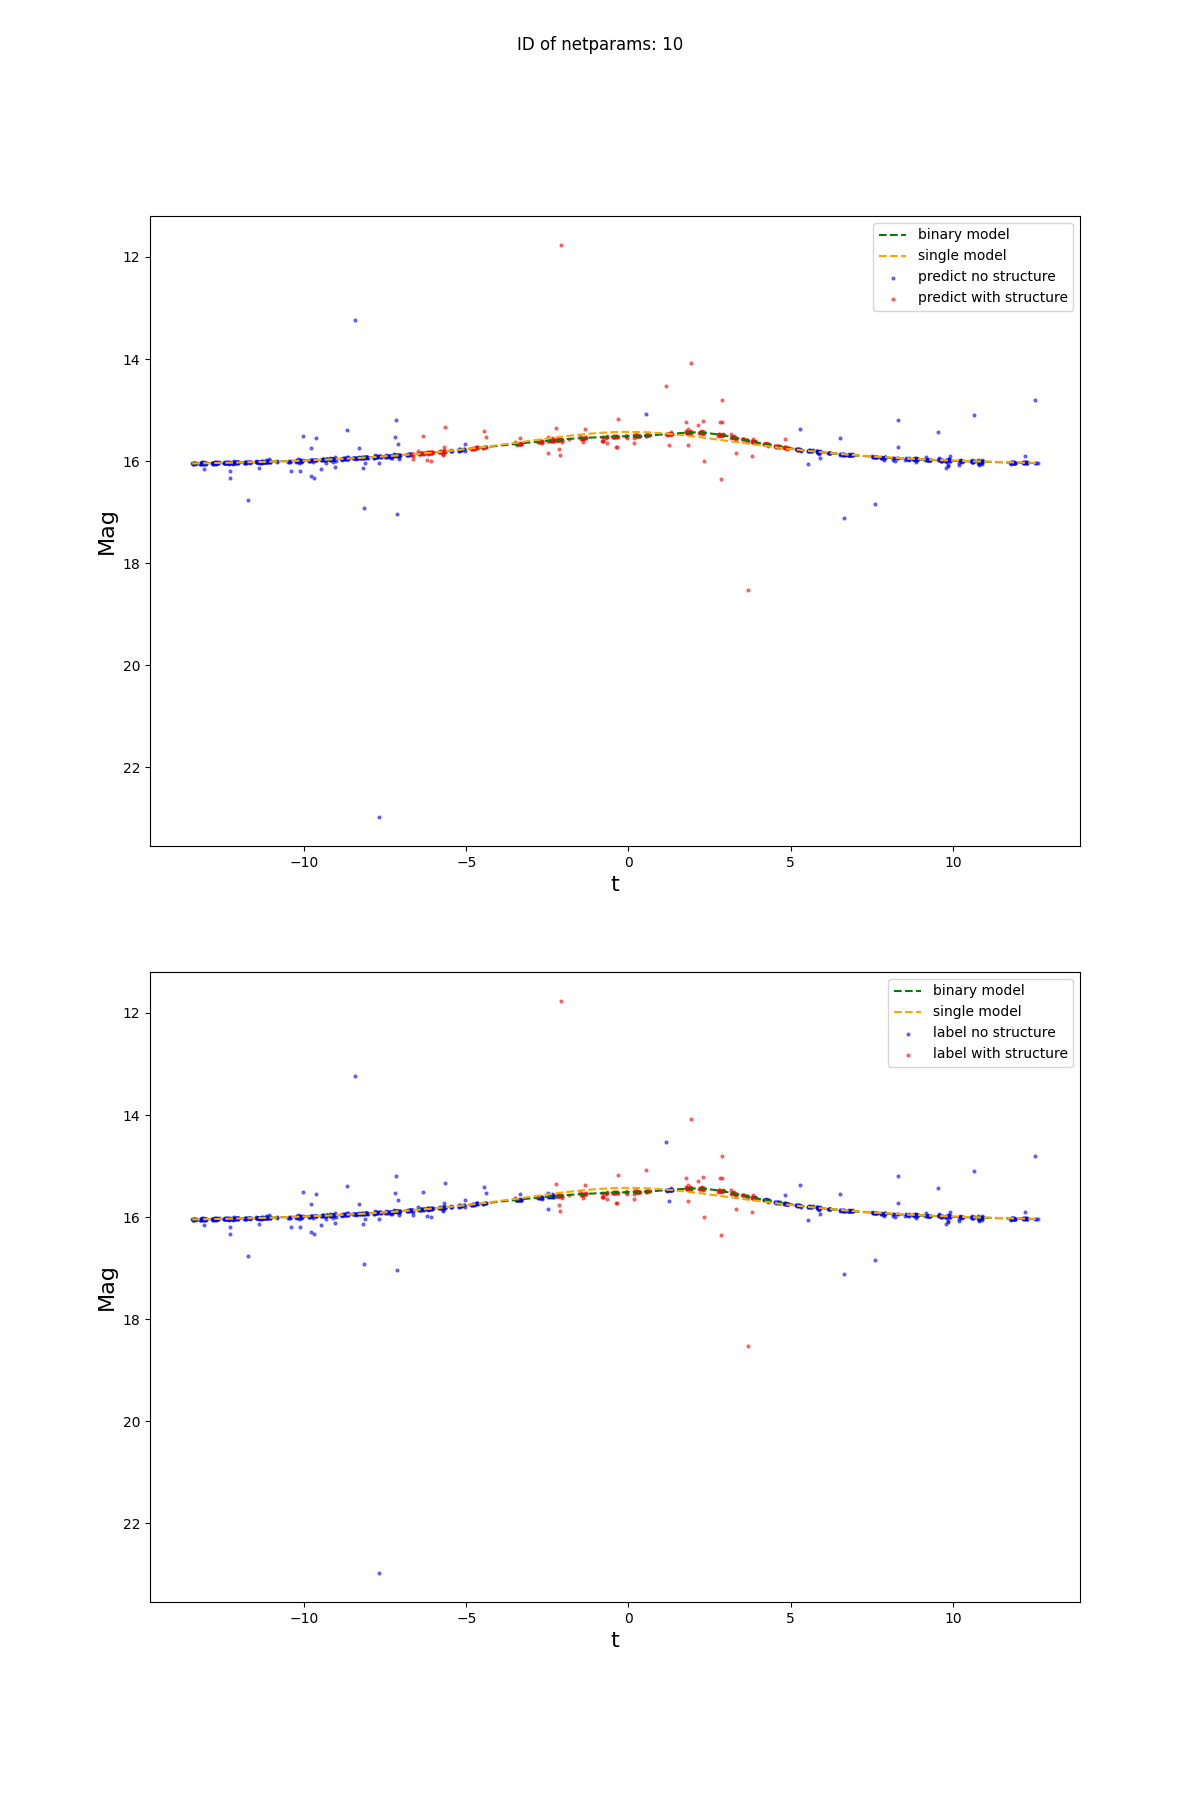 ID of netparams: 10
binary model
single model
predict no structure
predict with structure
12
14
16
18
20
22
Mag
−10
−5
0
5
10
t
binary model
single model
label no structure
label with structure
12
14
16
18
20
22
Mag
−10
−5
0
5
10
t